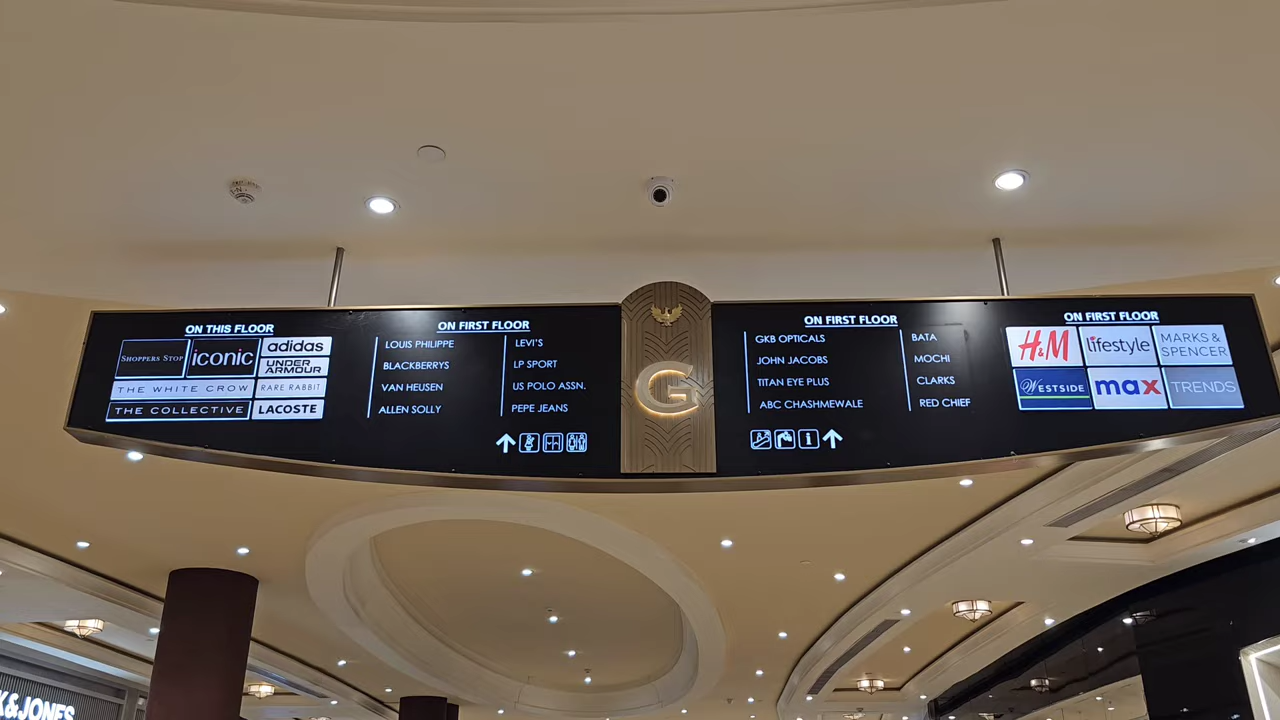 ON THIS FLOOR
SHOPPERS STOP
iconic
adidas
UNDER ARMOUR
THE WHITE CROW
RARE RABBIT
THE COLLECTIVE
LACOSTE
ON FIRST FLOOR
LOUIS PHILIPPE
BLACKBERRYS
VAN HEUSEN
ALLEN SOLLY
LEVI'S
LP SPORT
US POLO ASSN.
PEPE JEANS
G
ON FIRST FLOOR
GKB OPTICALS
JOHN JACOBS
TITAN EYE PLUS
ABC CHASHMEWALE
BATA
MOCHI
CLARKS
RED CHIEF
ON FIRST FLOOR
H&M
lifestyle
MARKS &
SPENCER
WESTSIDE
max
TRENDS
K&JONES